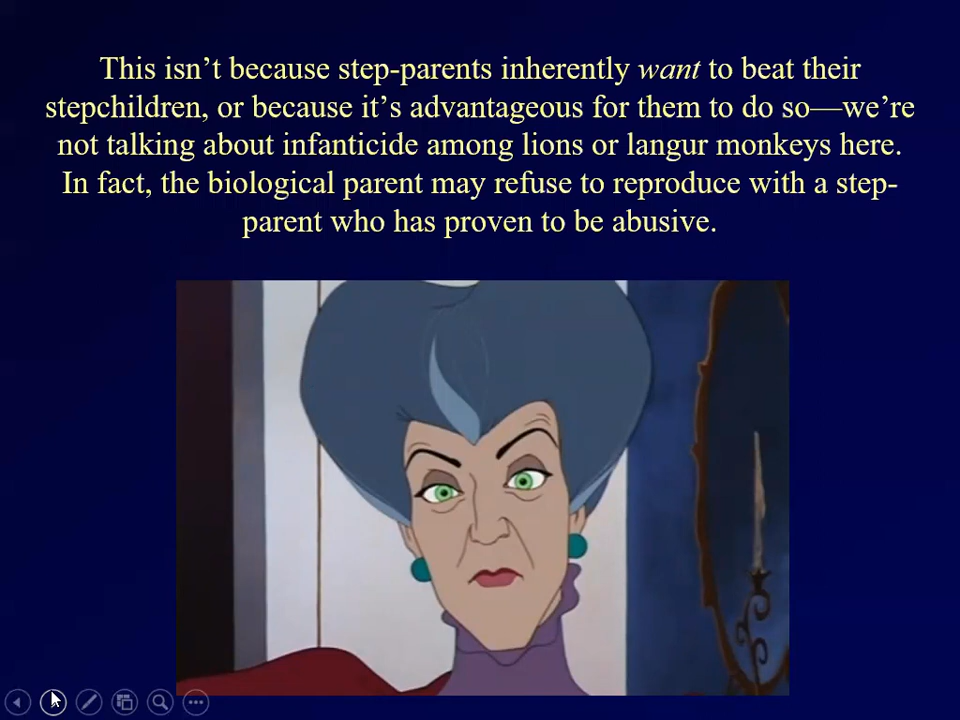 This isn’t because step-parents inherently want to beat their
stepchildren, or because it’s advantageous for them to do so—we’re
not talking about infanticide among lions or langur monkeys here.
In fact, the biological parent may refuse to reproduce with a step-
parent who has proven to be abusive.